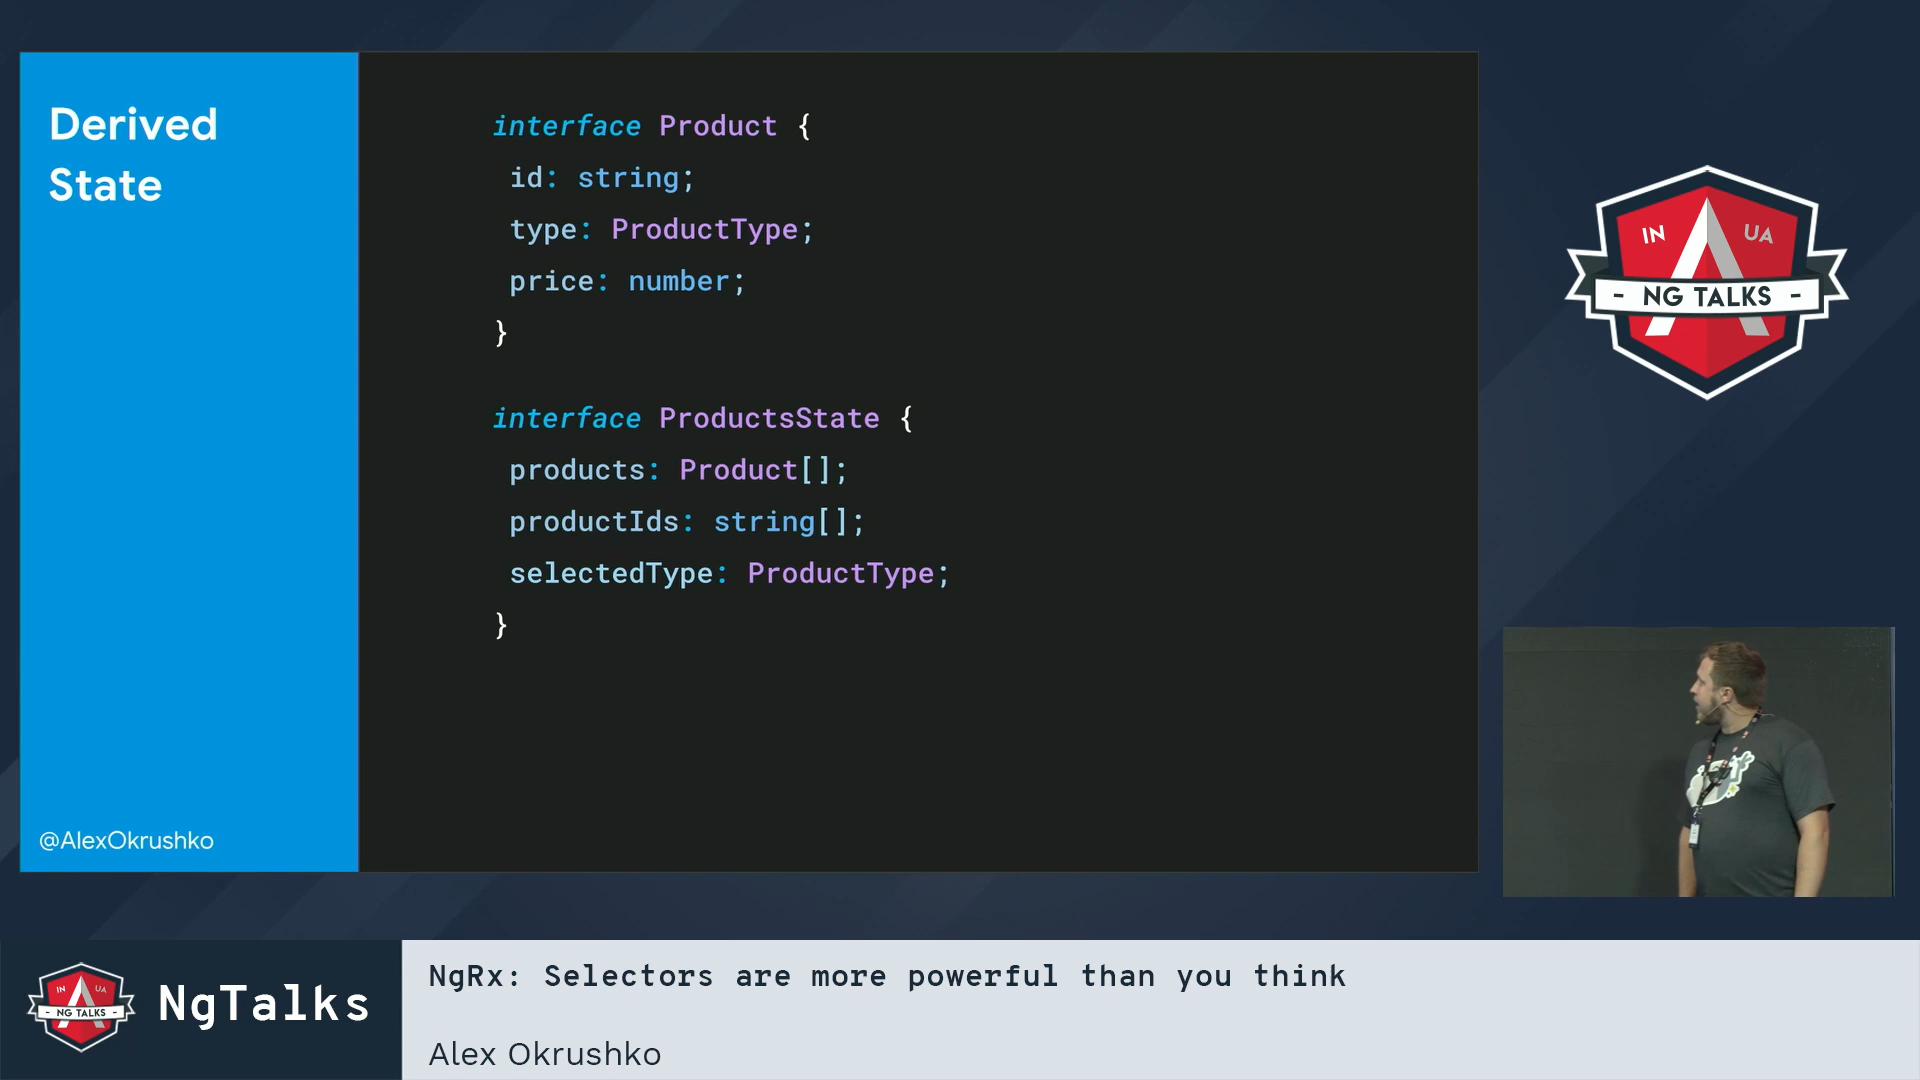 Derived
State
@AlexOkrushko
interface Product {
id: string;
type: ProductType;
price: number;
}
interface ProductsState {
products: Product[];
productIds: string[];
selectedType: ProductType;
}
IN UA
- NG TALKS -
IN UA
- NG TALKS -
NgTalks
NgRx: Selectors are more powerful than you think
Alex Okrushko